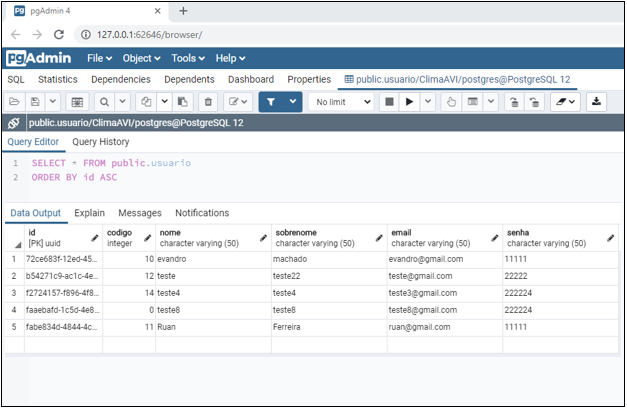 pgAdmin 4
127.0.0.1:62646/browser/
pgAdmin File Object Tools Help
SQL Statistics Dependencies Dependents Dashboard Properties public.usuario/ClimaAVI/postgres@PostgreSQL 12
No limit
public.usuario/ClimaAVI/postgres@PostgreSQL 12
Query Editor Query History
1 SELECT * FROM public.usuario
2 ORDER BY id ASC
Data Output Explain Messages Notifications
id codigo nome sobrenome email senha
[PK] uuid integer character varying (50) character varying (50) character varying (50) character varying (50)
1 72ce683f-12ed-45... 10 evandro machado evandro@gmail.com 11111
2 b54271c9-ac1c-4e... 12 teste teste22 teste@gmail.com 22222
3 f2724157-f896-4f8... 14 teste4 teste4 teste3@gmail.com 222224
4 faaebafd-1c5d-4e8... 0 teste8 teste8 teste8@gmail.com 222224
5 fabe834d-4844-4c... 11 Ruan Ferreira ruan@gmail.com 11111